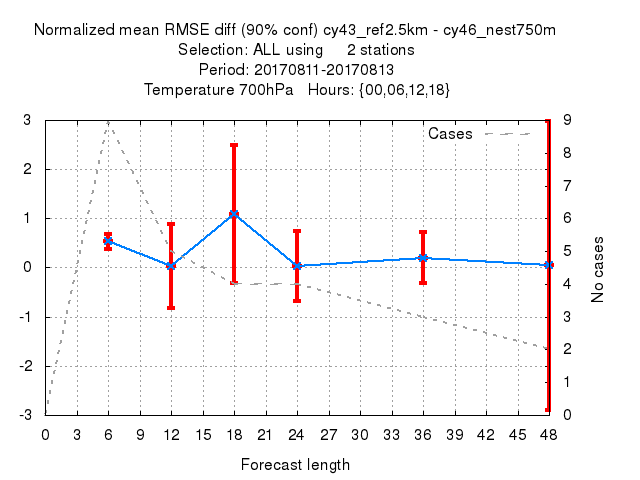 Normalized mean RMSE diff (90% conf) cy43_ref2.5km - cy46_nest750m
Selection: ALL using 2 stations
Period: 20170811-20170813
Temperature 700hPa Hours: {00,06,12,18}
Cases
3
2
1
0
-1
-2
-3
9
8
7
6
5
4
3
2
1
0
No cases
0 3 6 9 12 15 18 21 24 27 30 33 36 39 42 45 48
Forecast length